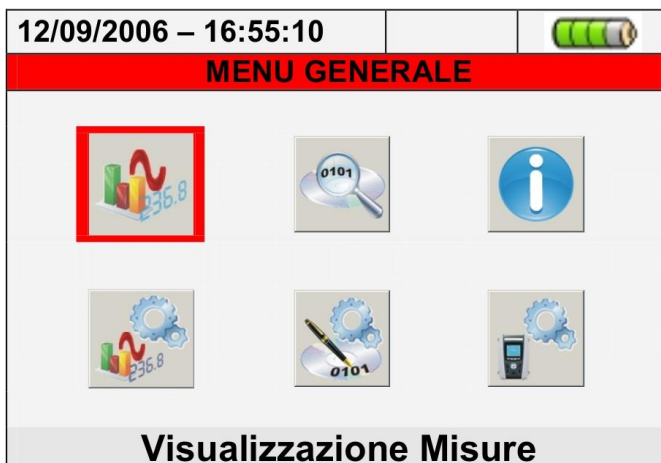 12/09/2006 – 16:55:10
MENU GENERALE
236.8
0101
236.8
0101
Visualizzazione Misure